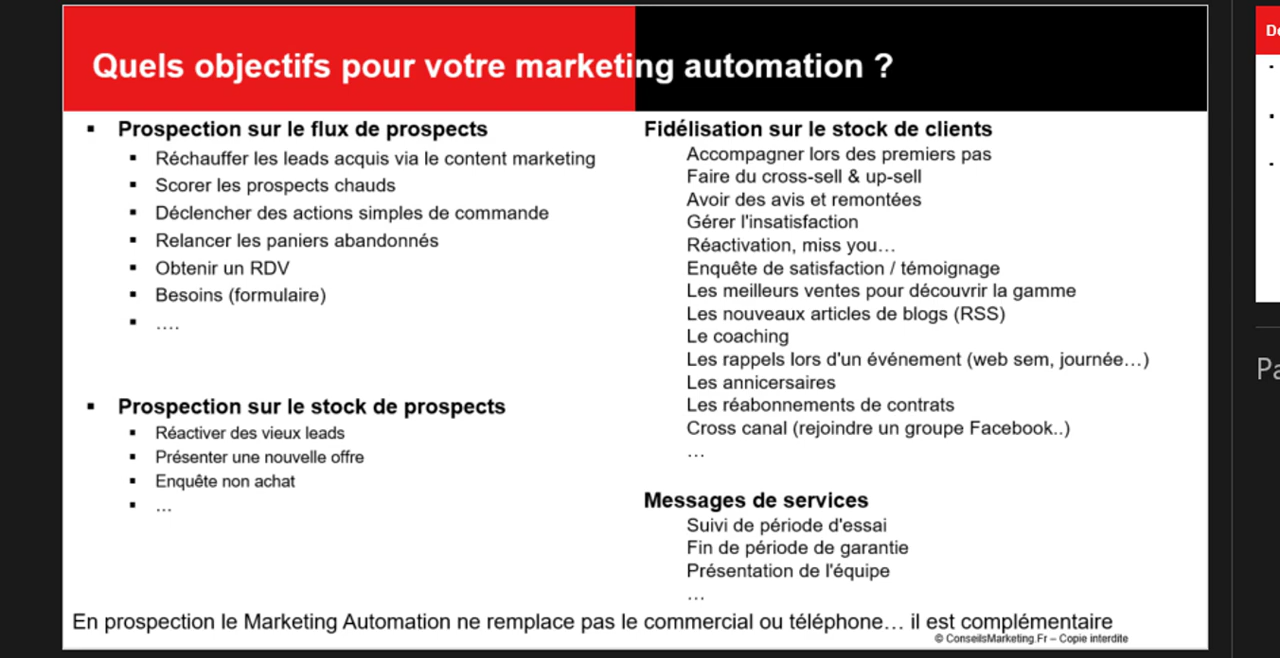 Quels objectifs pour votre marketing automation ?
Prospection sur le flux de prospects
Réchauffer les leads acquis via le content marketing
Scorer les prospects chauds
Déclencher des actions simples de commande
Relancer les paniers abandonnés
Obtenir un RDV
Besoins (formulaire)
....
Prospection sur le stock de prospects
Réactiver des vieux leads
Présenter une nouvelle offre
Enquête non achat
...
Fidélisation sur le stock de clients
Accompagner lors des premiers pas
Faire du cross-sell & up-sell
Avoir des avis et remontées
Gérer l'insatisfaction
Réactivation, miss you…
Enquête de satisfaction / témoignage
Les meilleurs ventes pour découvrir la gamme
Les nouveaux articles de blogs (RSS)
Le coaching
Les rappels lors d'un événement (web sem, journée…)
Les annicersaires
Les réabonnements de contrats
Cross canal (rejoindre un groupe Facebook..)
…
Messages de services
Suivi de période d'essai
Fin de période de garantie
Présentation de l'équipe
…
En prospection le Marketing Automation ne remplace pas le commercial ou téléphone… il est complémentaire
© ConseilsMarketing.Fr – Copie interdite